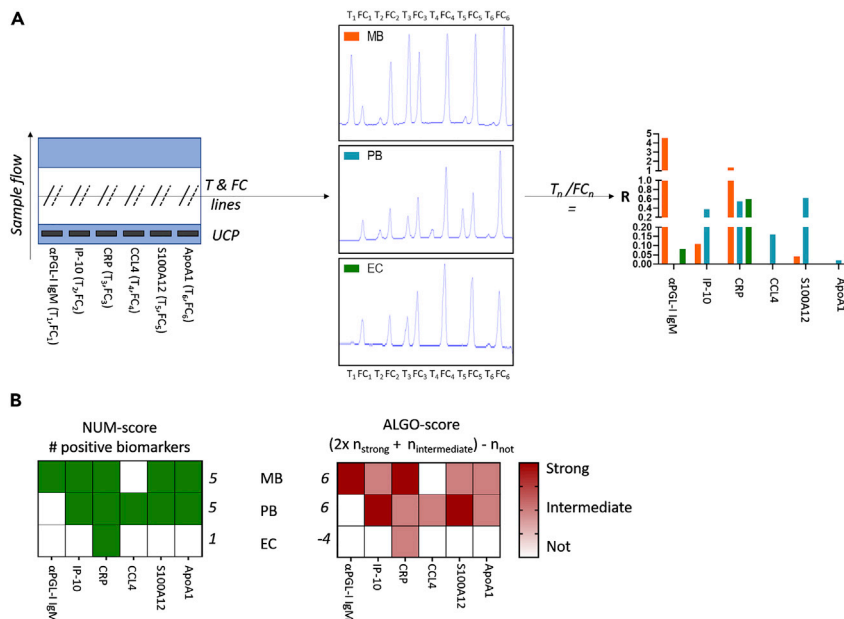 A
T₁ FC₁ T₂ FC₂ T₃ FC₃ T₄ FC₄ T₅ FC₅ T₆ FC₆
MB
PB
EC
T₁ FC₁ T₂ FC₂ T₃ FC₃ T₄ FC₄ T₅ FC₅ T₆ FC₆
Sample flow
T & FC
lines
UCP
αPGL-I IgM (T₁,FC₁)
IP-10 (T₂,FC₂)
CRP (T₃,FC₃)
CCL4 (T₄,FC₄)
S100A12 (T₅,FC₅)
ApoA1 (T₆,FC₆)
Tₙ /FCₙ
=
R
5
4
3
2
1
1.0
0.8
0.6
0.4
0.2
0.20
0.15
0.10
0.05
0.00
αPGL-I IgM
IP-10
CRP
CCL4
S100A12
ApoA1
B
NUM-score
# positive biomarkers
5
5
1
αPGL-I IgM
IP-10
CRP
CCL4
S100A12
ApoA1
MB
PB
EC
ALGO-score
(2x n_strong + n_intermediate) - n_not
6
6
-4
αPGL-I IgM
IP-10
CRP
CCL4
S100A12
ApoA1
Strong
Intermediate
Not